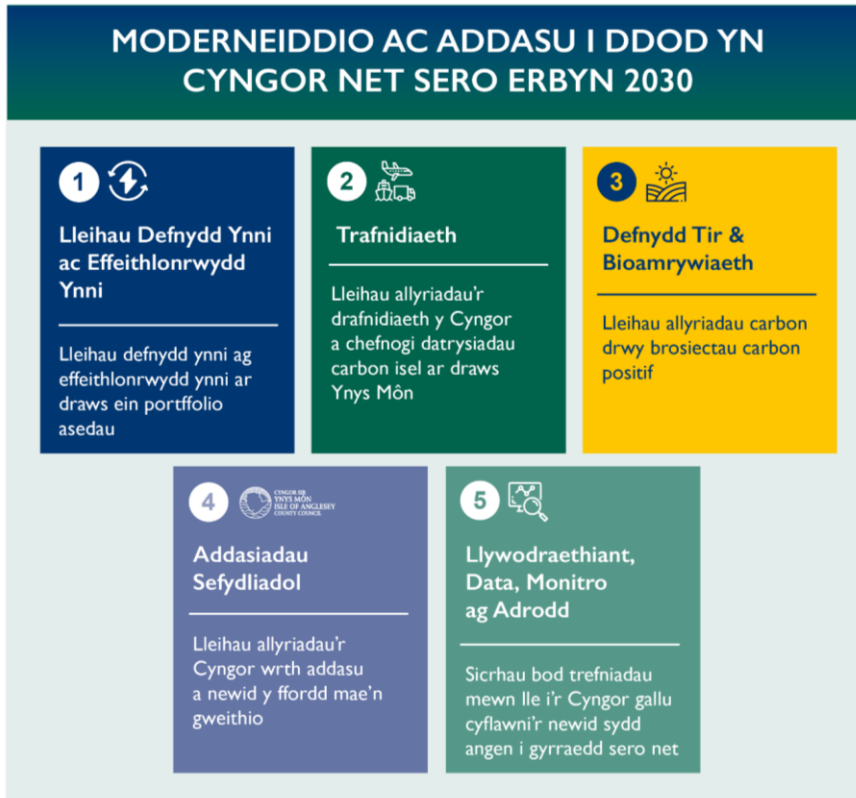 MODERNEIDDIO AC ADDASU I DDOD YN
CYNGOR NET SERO ERBYN 2030
1
Lleihau Defnydd Ynni
ac Effeithlonrwydd
Ynni
Lleihau defnydd ynni ag
effeithlonrwydd ynni ar
draws ein portffolio
asedau
2
Trafnidiaeth
Lleihau allyriadau'r
drafnidiaeth y Cyngor
a chefnogi datrysiadau
carbon isel ar draws
Ynys Môn
3
Defnydd Tir &
Bioamrywiaeth
Lleihau allyriadau carbon
drwy brosiectau carbon
positif
4
CYNGOR SIR
YNYS MÔN
ISLE OF ANGLESEY
COUNTY COUNCIL
Addasiadau
Sefydliadol
Lleihau allyriadau'r
Cyngor wrth addasu
a newid y ffordd mae'n
gweithio
5
Llywodraethiant,
Data, Monitro
ag Adrodd
Sicrhau bod trefniadau
mewn lle i'r Cyngor gallu
cyflawni'r newid sydd
angen i gyrraedd sero net